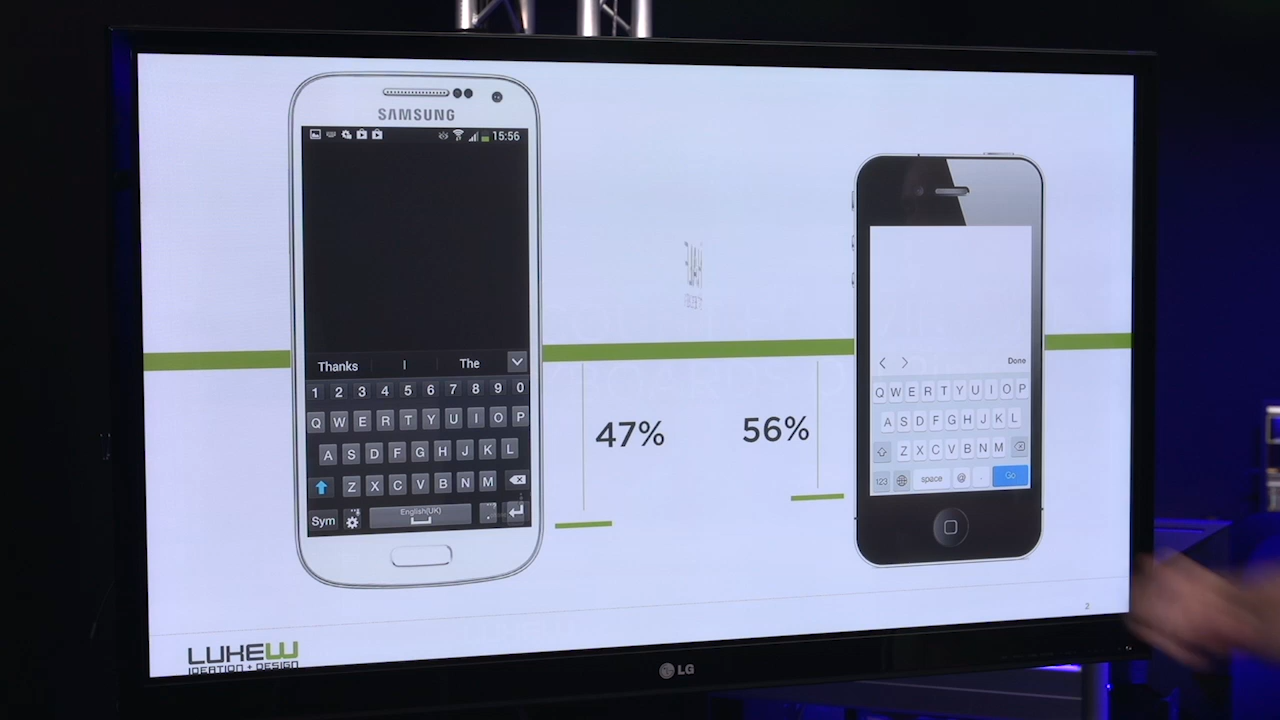 SAMSUNG
15:56
Thanks I The
1 2 3 4 5 6 7 8 9 0
Q W E R T Y U I O P
A S D F G H J K L
Z X C V B N M
Sym English(UK)
47%
56%
Done
Q W E R T Y U I O P
A S D F G H J K L
Z X C V B N M
123 space @ . Go
2
LUKEW
IDEATION + DESIGN
LG